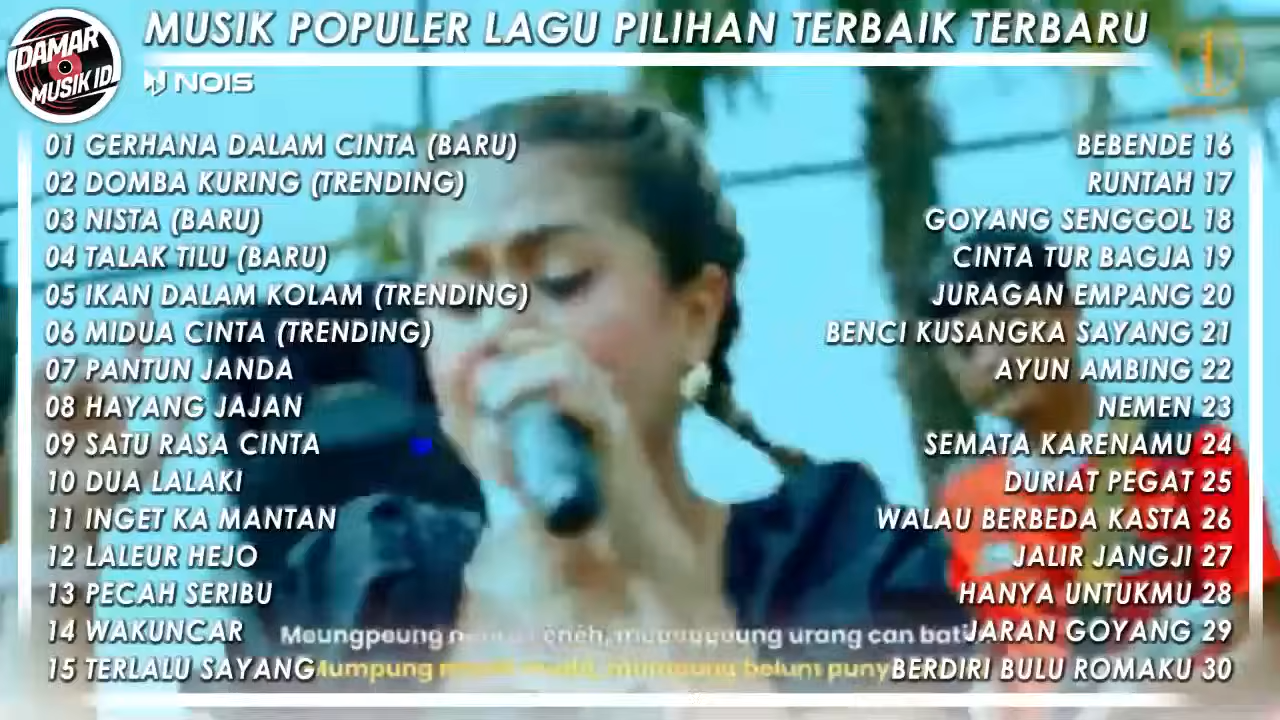 DAMAR
MUSIK ID
MUSIK POPULER LAGU PILIHAN TERBAIK TERBARU
NOIS
01 GERHANA DALAM CINTA (BARU)
02 DOMBA KURING (TRENDING)
03 NISTA (BARU)
04 TALAK TILU (BARU)
05 IKAN DALAM KOLAM (TRENDING)
06 MIDUA CINTA (TRENDING)
07 PANTUN JANDA
08 HAYANG JAJAN
09 SATU RASA CINTA
10 DUA LALAKI
11 INGET KA MANTAN
12 LALEUR HEJO
13 PECAH SERIBU
14 WAKUNCAR
15 TERLALU SAYANG
BEBENDE 16
RUNTAH 17
GOYANG SENGGOL 18
CINTA TUR BAGJA 19
JURAGAN EMPANG 20
BENCI KUSANGKA SAYANG 21
AYUN AMBING 22
NEMEN 23
SEMATA KARENAMU 24
DURIAT PEGAT 25
WALAU BERBEDA KASTA 26
JALIR JANGJI 27
HANYA UNTUKMU 28
JARAN GOYANG 29
BERDIRI BULU ROMAKU 30
Meungpeung urang can
belum